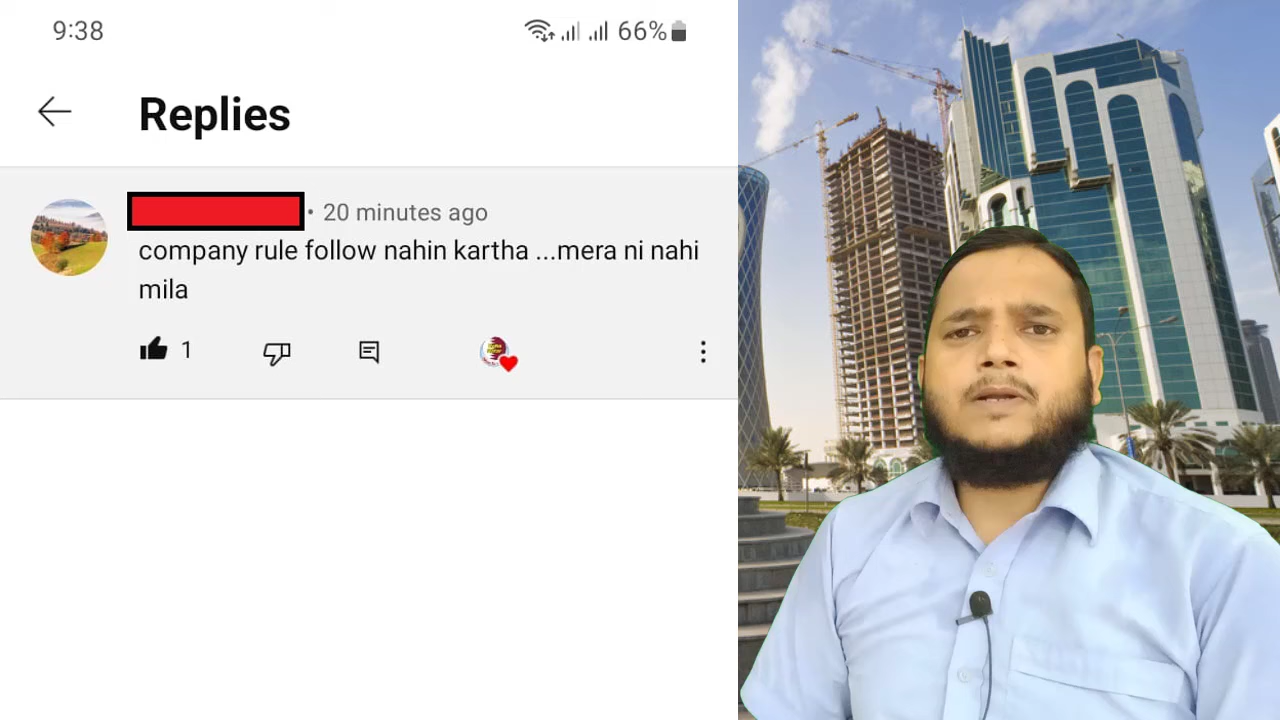 9:38
66%
Replies
• 20 minutes ago
company rule follow nahin kartha ...mera ni nahi
mila
1